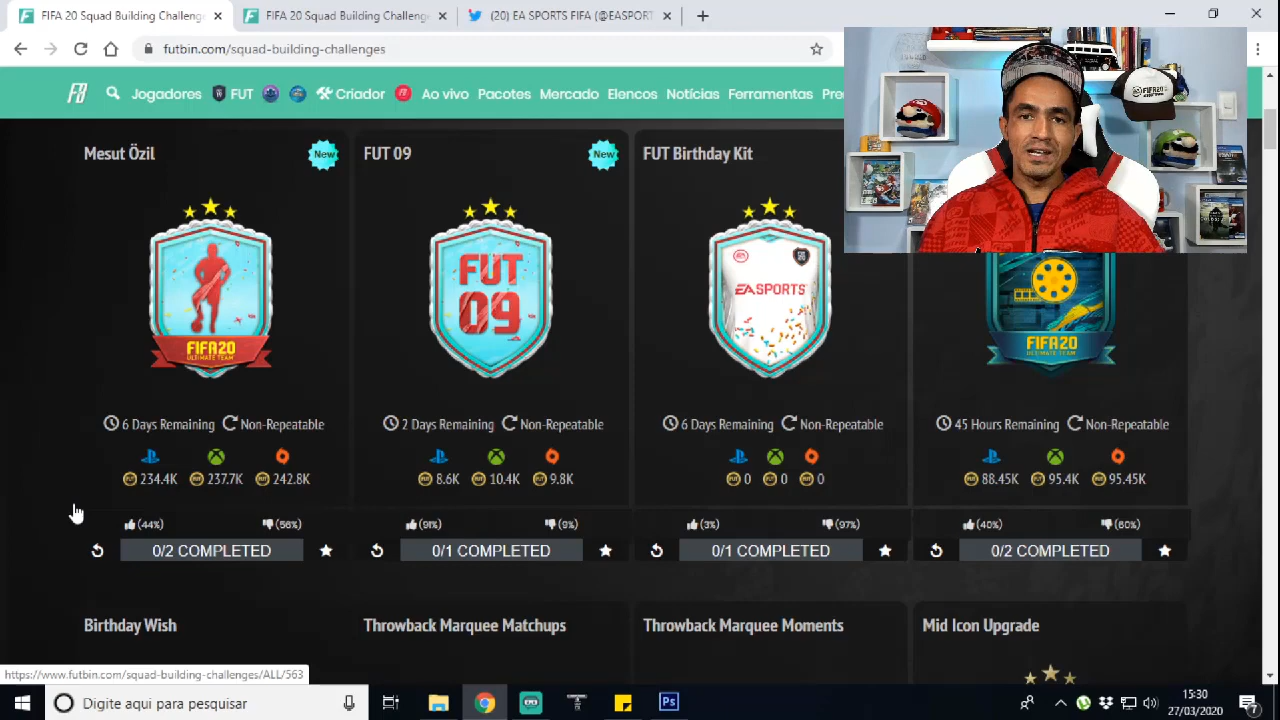 FIFA 20 Squad Building Challenge
FIFA 20 Squad Building Challenge
(20) EA SPORTS FIFA (@EASPORT
futbin.com/squad-building-challenges
Jogadores FUT Criador Ao vivo Pacotes Mercado Elencos Notícias Ferramentas Pre
Mesut Özil New FUT 09 New FUT Birthday Kit
FIFA20
ULTIMATE TEAM
FUT
09
EA SPORTS
FIFA20
ULTIMATE TEAM
6 Days Remaining Non-Repeatable
2 Days Remaining Non-Repeatable
6 Days Remaining Non-Repeatable
45 Hours Remaining Non-Repeatable
234.4K 237.7K 242.8K
8.6K 10.4K 9.8K
0 0 0
88.45K 95.4K 95.45K
(44%) (56%) (91%) (9%) (3%) (97%) (40%) (60%)
0/2 COMPLETED
0/1 COMPLETED
0/1 COMPLETED
0/2 COMPLETED
Birthday Wish
Throwback Marquee Matchups
Throwback Marquee Moments
Mid Icon Upgrade
https://www.futbin.com/squad-building-challenges/ALL/563
Digite aqui para pesquisar
Ps
15:30
27/03/2020
7